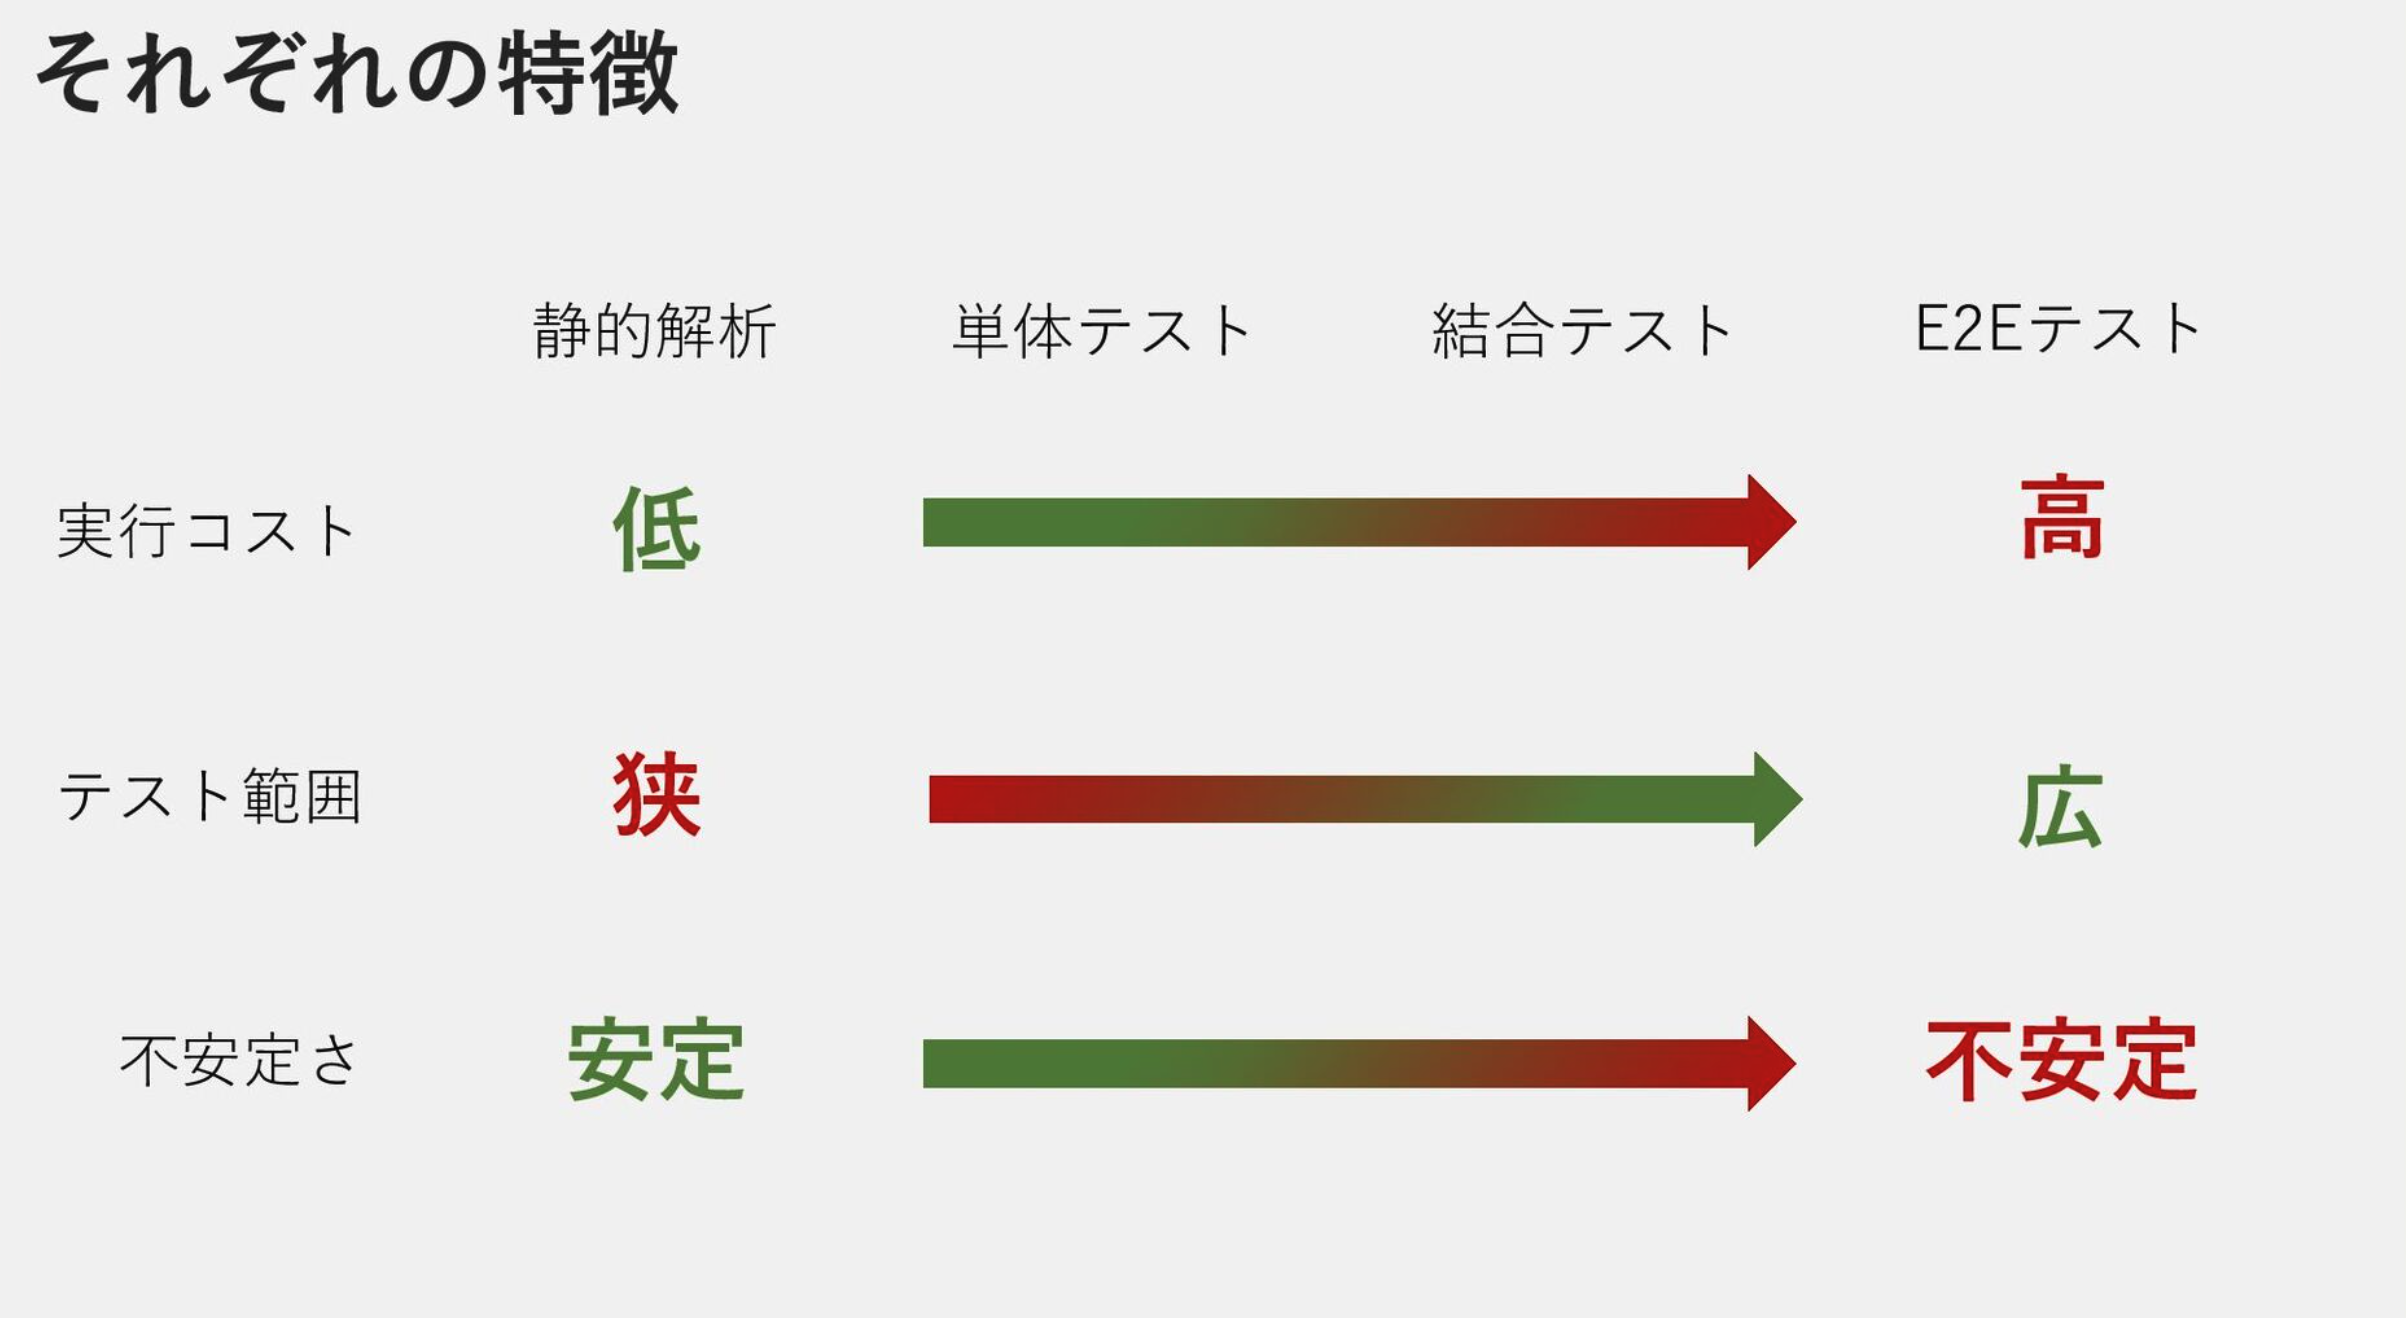 それぞれの特徴
静的解析 単体テスト 結合テスト E2Eテスト
実行コスト 低 高
テスト範囲 狭 広
不安定さ 安定 不安定